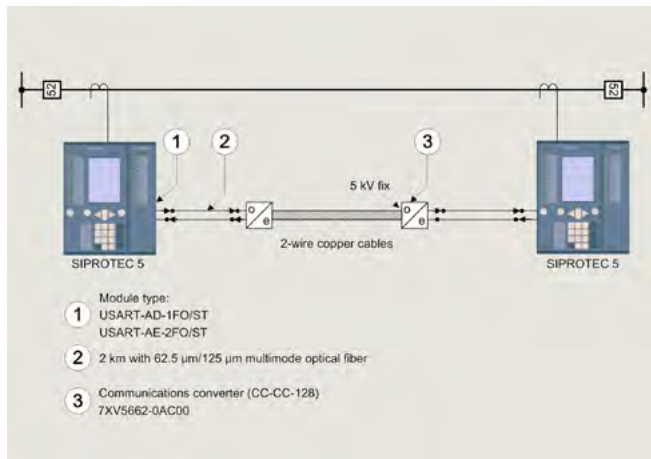 52
52
1
2
3
5 kV fix
o
e
o
e
2-wire copper cables
SIPROTEC 5
SIPROTEC 5
1
Module type:
USART-AD-1FO/ST
USART-AE-2FO/ST
2
2 km with 62.5 μm/125 μm multimode optical fiber
3
Communications converter (CC-CC-128)
7XV5662-0AC00